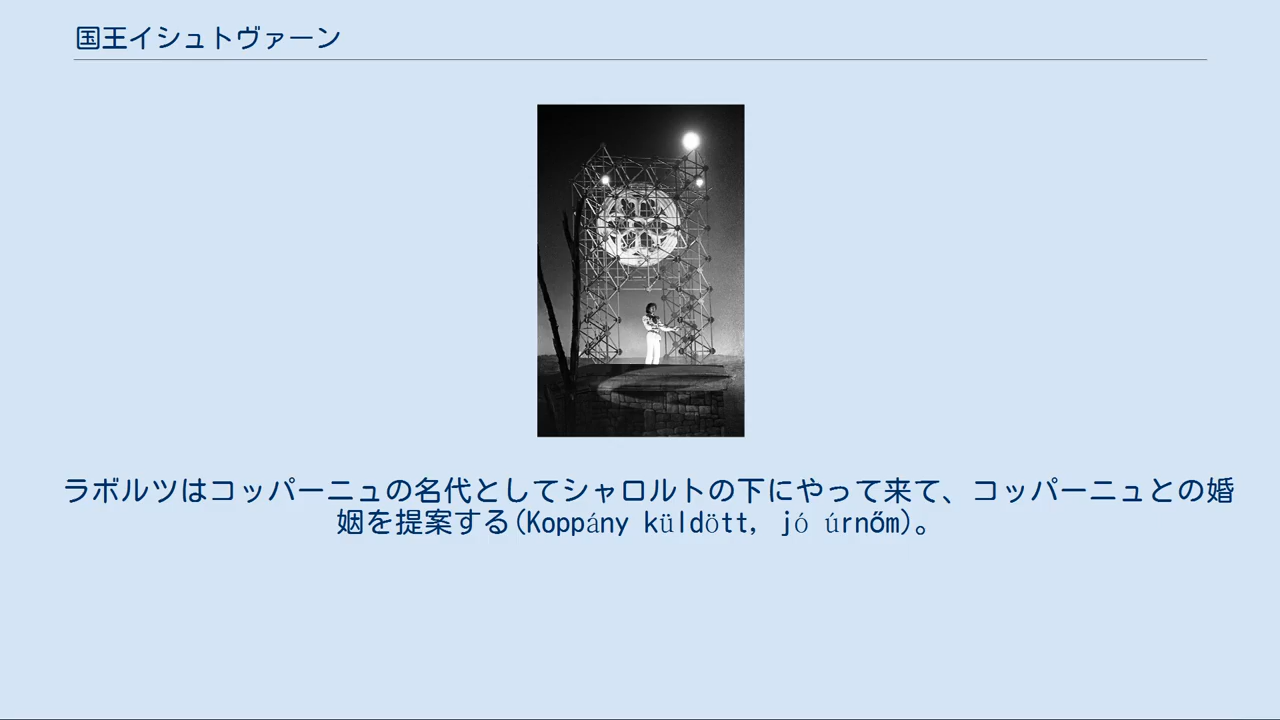 国王イシュトヴァーン
ラボルツはコッパーニュの名代としてシャロルトの下にやって来て、コッパーニュとの婚
姻を提案する(Koppány küldött, jó úrnőm)。